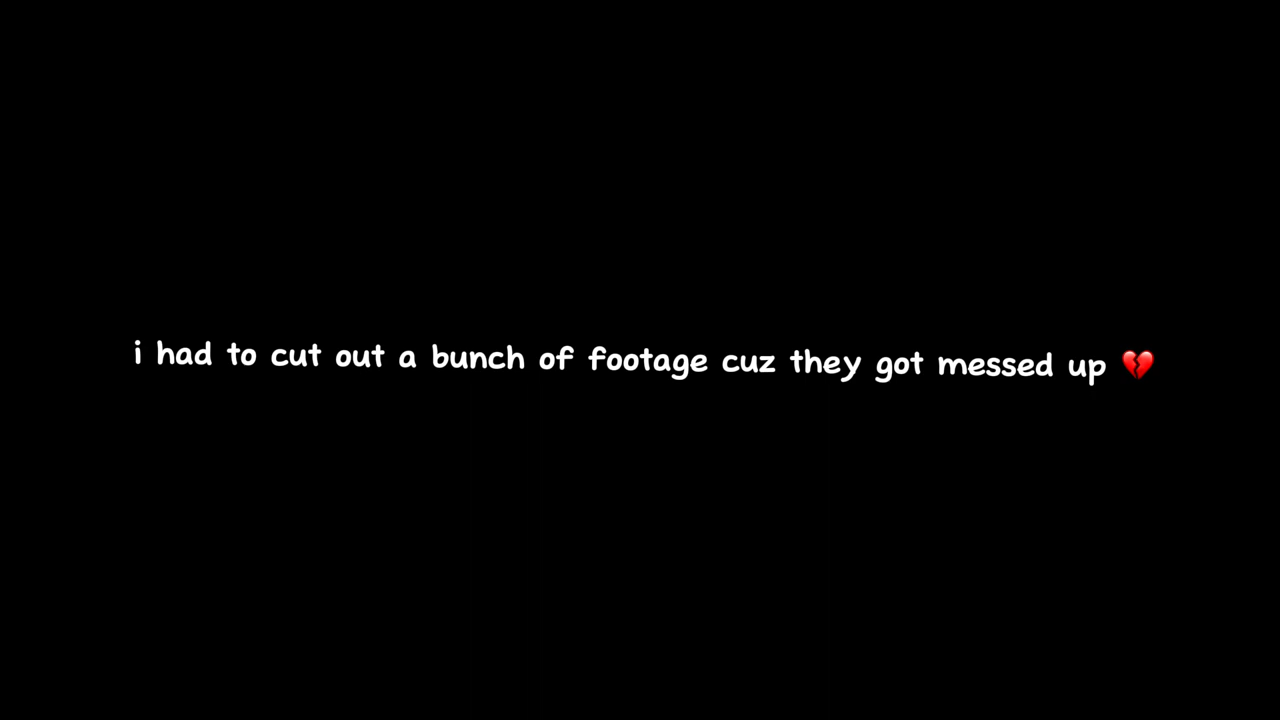 i had to cut out a bunch of footage cuz they got messed up 💔